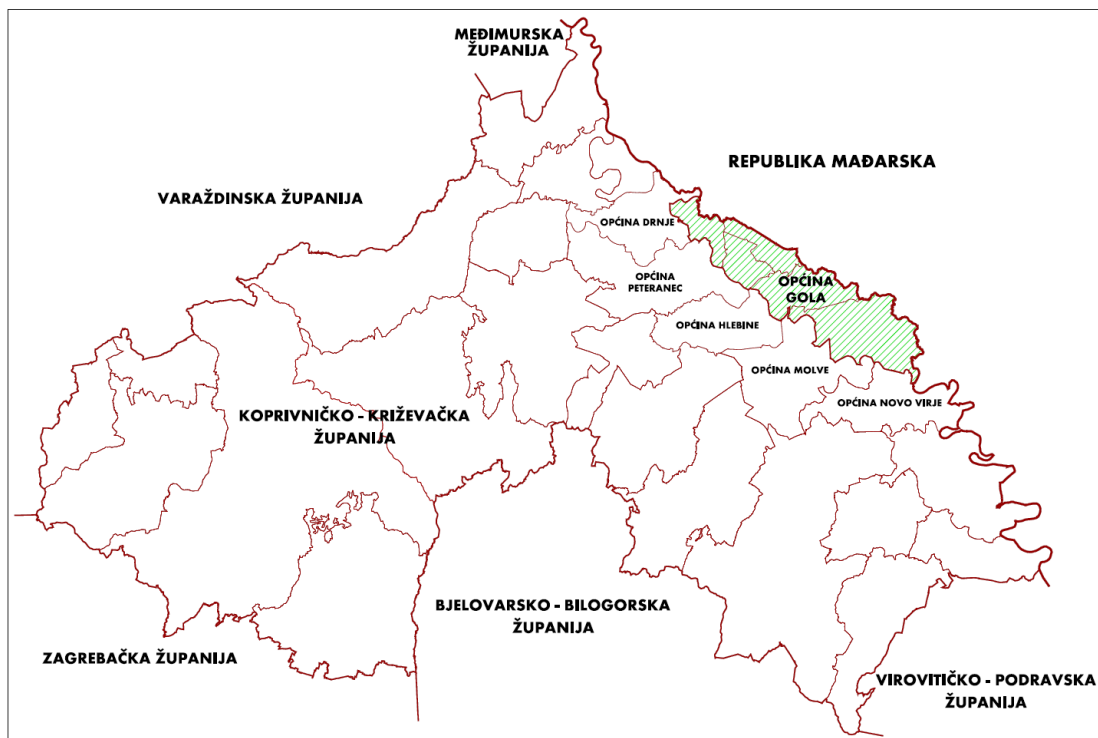 MEĐIMURSKA
ŽUPANIJA
REPUBLIKA MAĐARSKA
VARAŽDINSKA ŽUPANIJA
OPĆINA DRNJE
OPĆINA
PETERANEC
OPĆINA
GOLA
OPĆINA HLEBINE
OPĆINA MOLVE
OPĆINA NOVO VIRJE
KOPRIVNIČKO - KRIŽEVAČKA
ŽUPANIJA
BJELOVARSKO - BILOGORSKA
ŽUPANIJA
ZAGREBAČKA ŽUPANIJA
VIROVITIČKO - PODRAVSKA
ŽUPANIJA